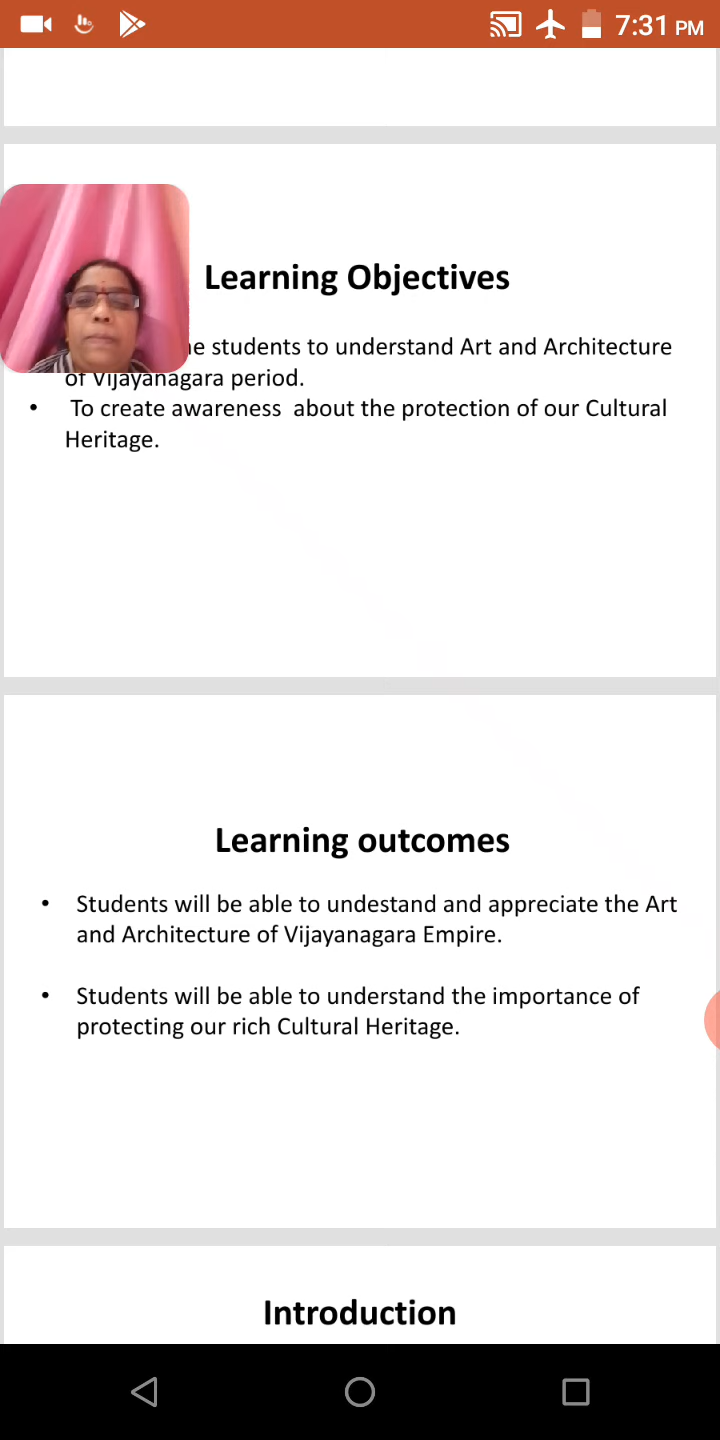 7:31 PM
Learning Objectives
students to understand Art and Architecture
of Vijayanagara period.
• To create awareness about the protection of our Cultural
Heritage.
Learning outcomes
• Students will be able to undestand and appreciate the Art
and Architecture of Vijayanagara Empire.
• Students will be able to understand the importance of
protecting our rich Cultural Heritage.
Introduction